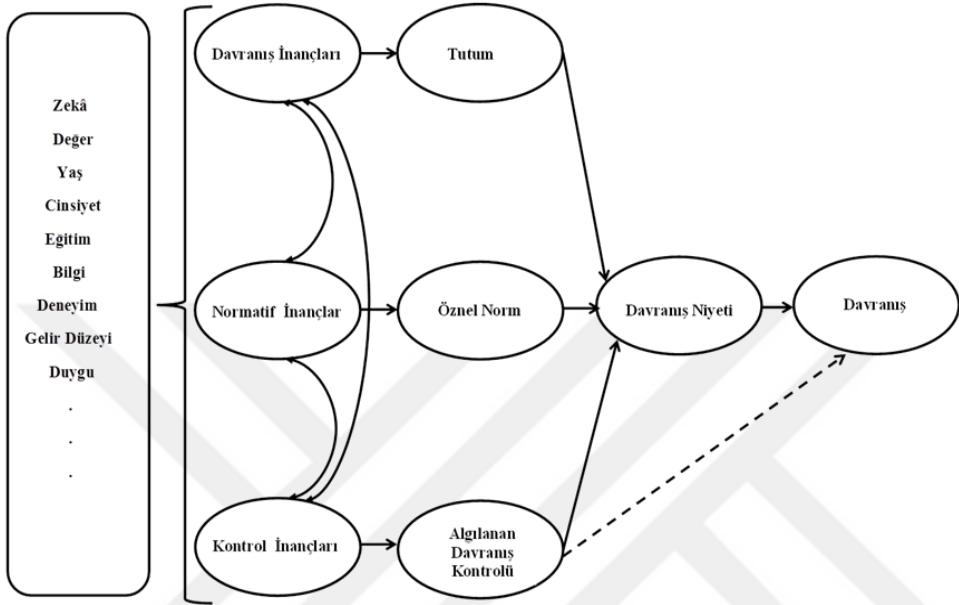 Zekâ
Değer
Yaş
Cinsiyet
Eğitim
Bilgi
Deneyim
Gelir Düzeyi
Duygu
.
.
.
Davranış İnançları
Tutum
Normatif İnançlar
Öznel Norm
Davranış Niyeti
Davranış
Kontrol İnançları
Algılanan
Davranış
Kontrolü